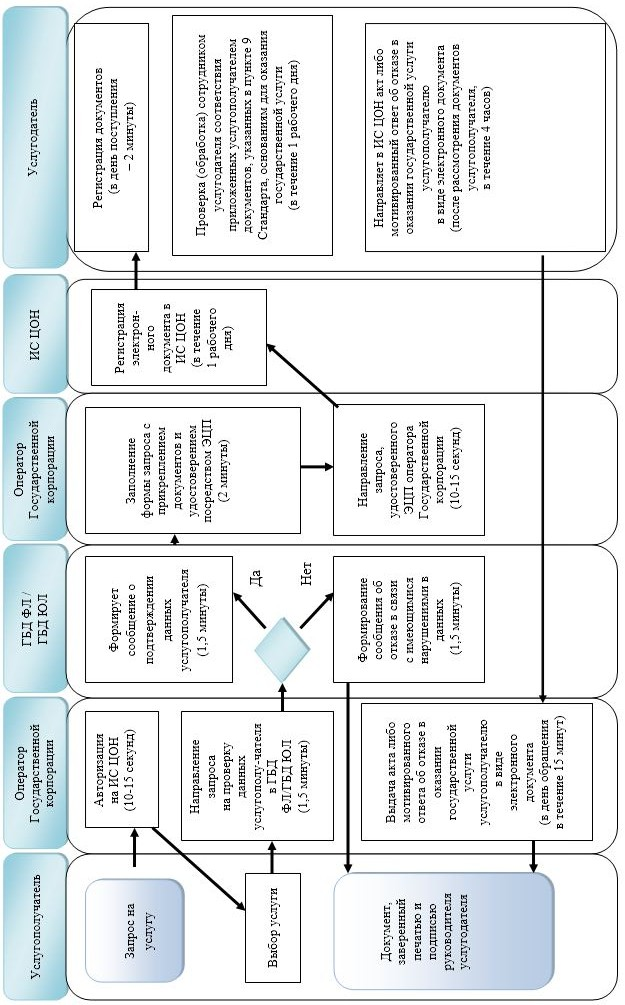 Услугополучатель
Оператор
Государственной
корпорации
ГБД ФЛ /
ГБД ЮЛ
Оператор
Государственной
корпорации
ИС ЦОН
Услугодатель
Запрос на
услугу
Выбор услуги
Документ,
заверенный
печатью и
подписью
руководителя
услугодателя
Авторизация
на ИС ЦОН
(10-15 секунд)
Направление
запроса
на проверку
данных
услугополу-чателя
в ГБД
ФЛ/ГБД ЮЛ
(1,5 минуты)
Выдача акта либо
мотивированного
ответа об отказе в
оказании
государственной
услуги
услугополучателю
в виде
электронного
документа
(в день обращения
в течение 15 минут)
Формирует
сообщение о
подтверждении
данных
услугополучателя
(1,5 минуты)
Да
Нет
Формирование
сообщения об
отказе в связи
с имеющимися
нарушениями в
данных
(1,5 минуты)
Заполнение
формы запроса с
прикреплением
документов и
удостоверением
посредством ЭЦП
(2 минуты)
Направление
запроса,
удостоверенного
ЭЦП оператора
Государственной
корпорации
(10-15 секунд)
Регистрация
электрон-
ного
документа в
ИС ЦОН
(в течение
1 рабочего
дня)
Регистрация документов
(в день поступления
– 2 минуты)
Проверка (обработка) сотрудником
услугодателя соответствия
приложенных услугополучателем
документов, указанных в пункте 9
Стандарта, основаниям для оказания
государственной услуги
(в течение 1 рабочего дня)
Направляет в ИС ЦОН акт либо
мотивированный ответ об отказе в
оказании государственной услуги
услугополучателю
в виде электронного документа
(после рассмотрения документов
услугополучателя,
в течение 4 часов)